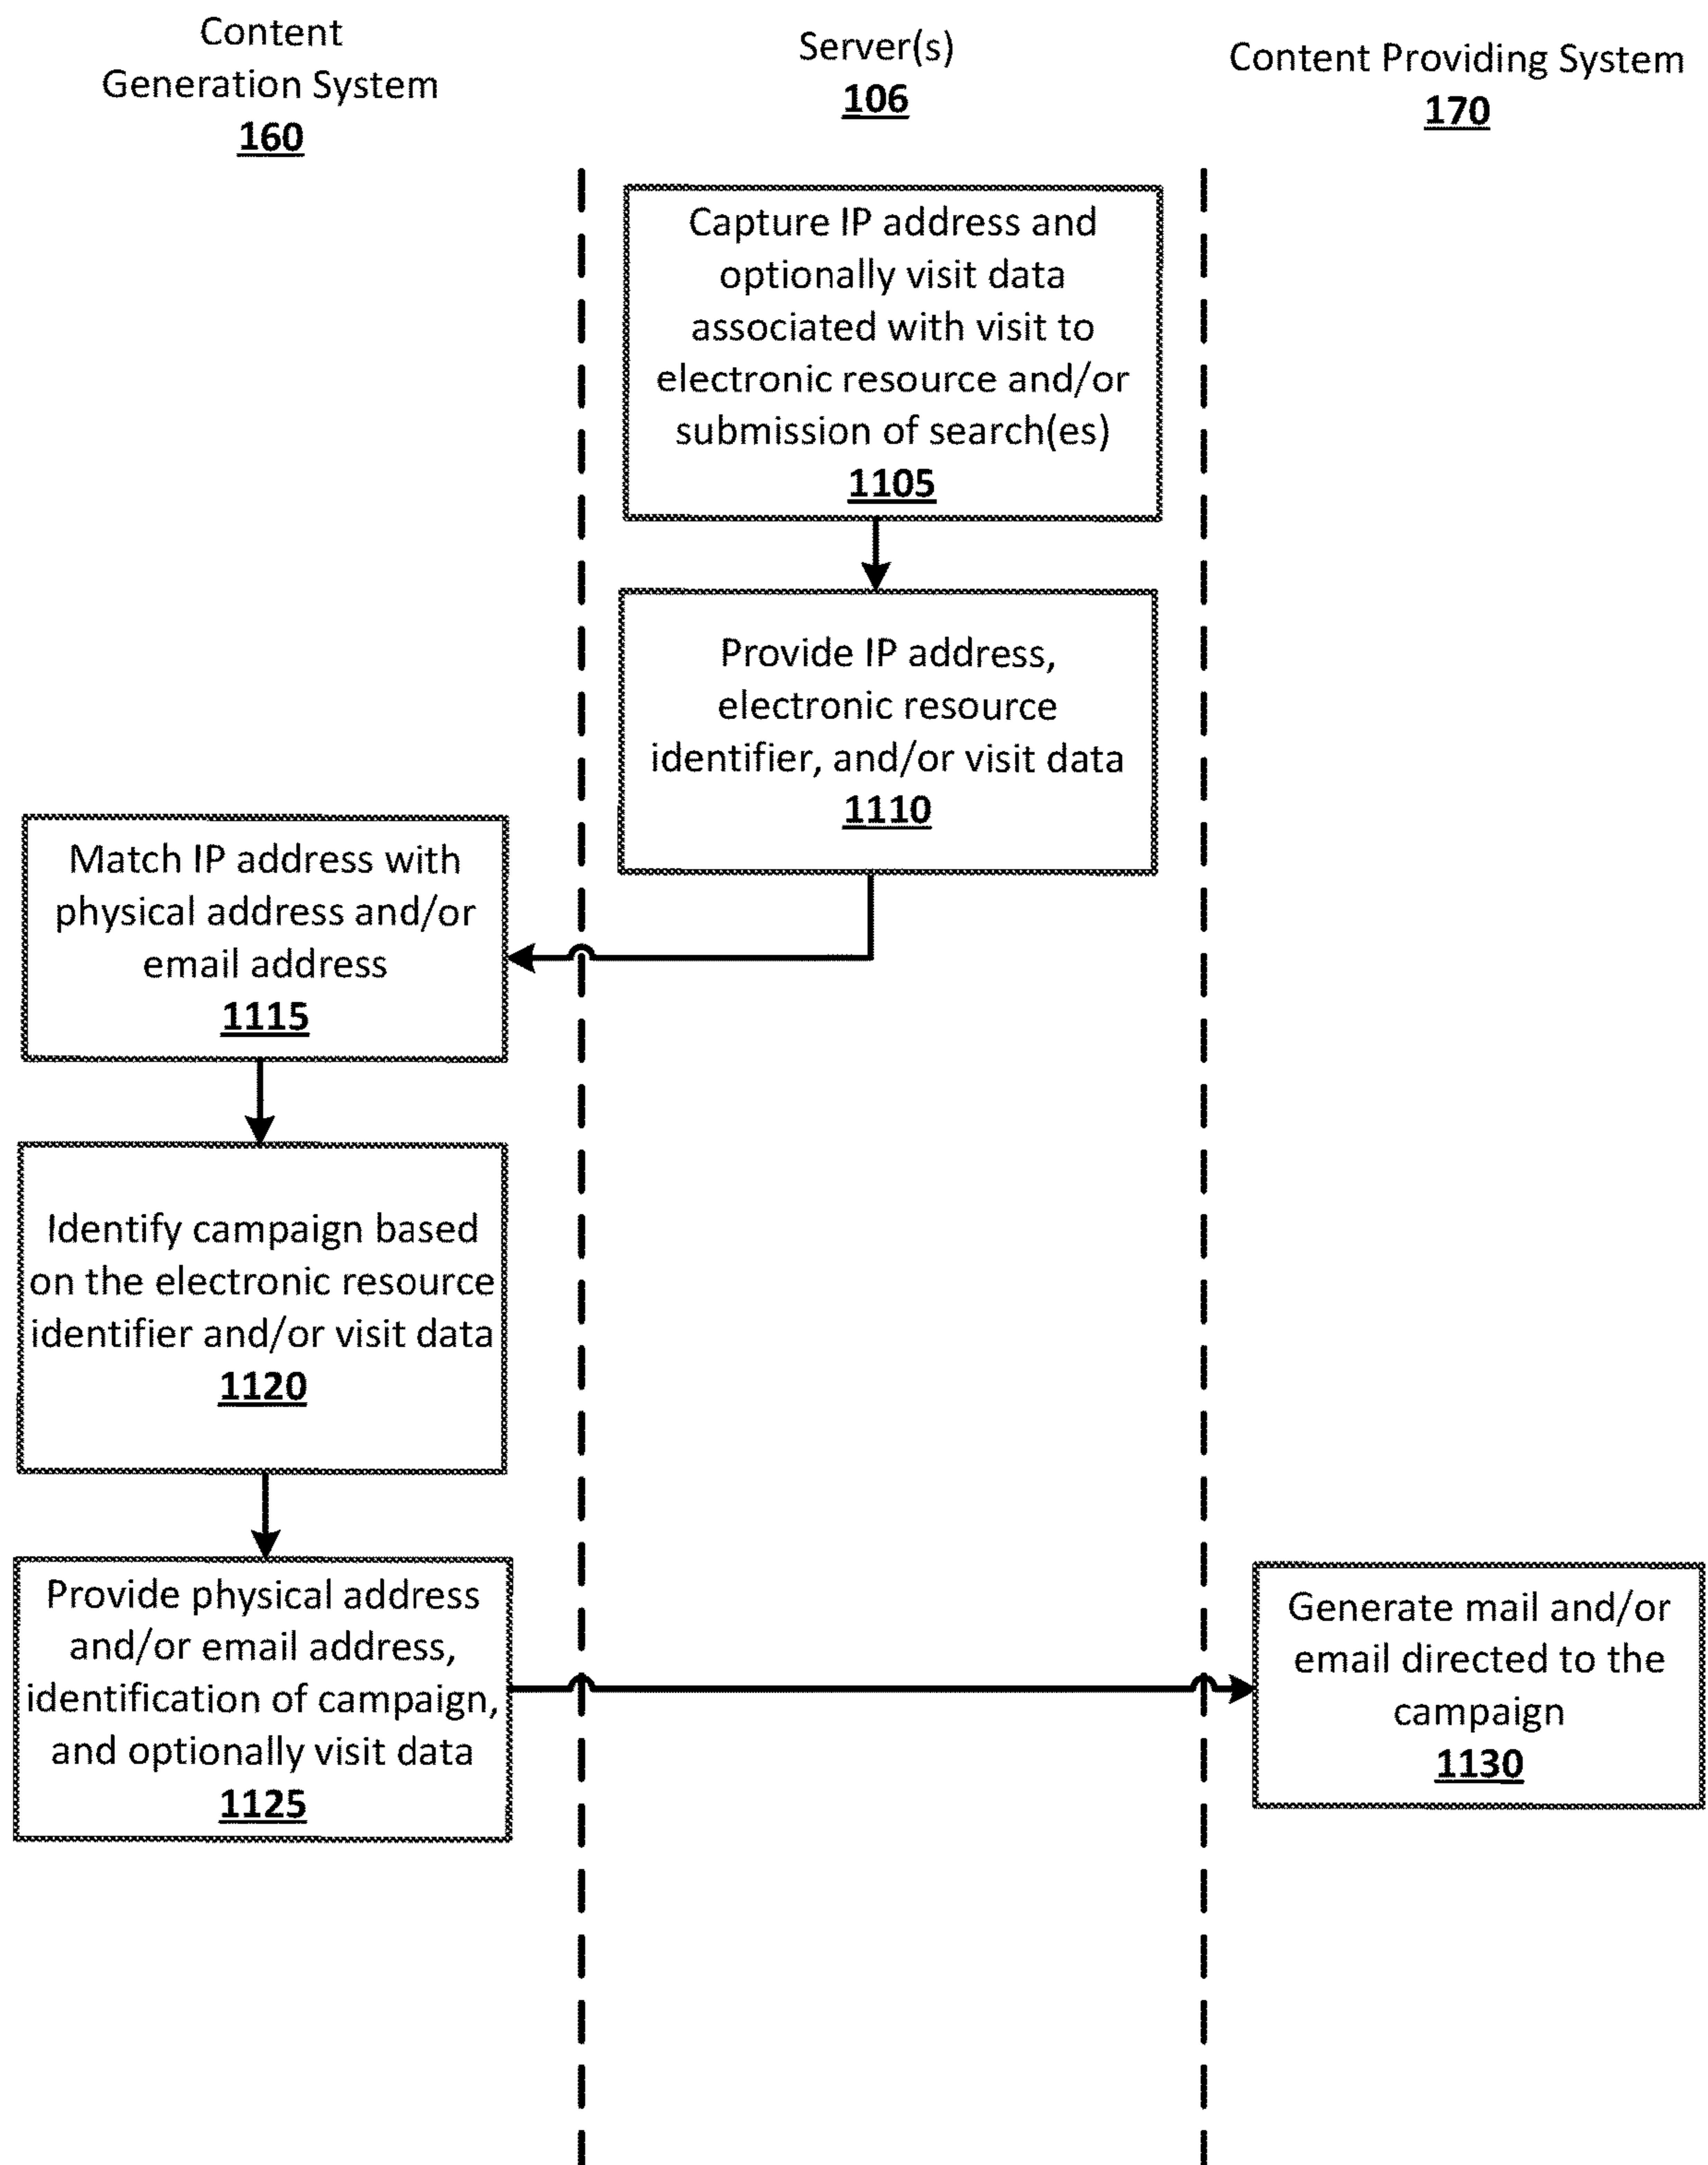 Content
Generation System
160
Server(s)
106
Content Providing System
170
Capture IP address and
optionally visit data
associated with visit to
electronic resource and/or
submission of search(es)
1105
Provide IP address,
electronic resource
identifier, and/or visit data
1110
Match IP address with
physical address and/or
email address
1115
Identify campaign based
on the electronic resource
identifier and/or visit data
1120
Provide physical address
and/or email address,
identification of campaign,
and optionally visit data
1125
Generate mail and/or
email directed to the
campaign
1130